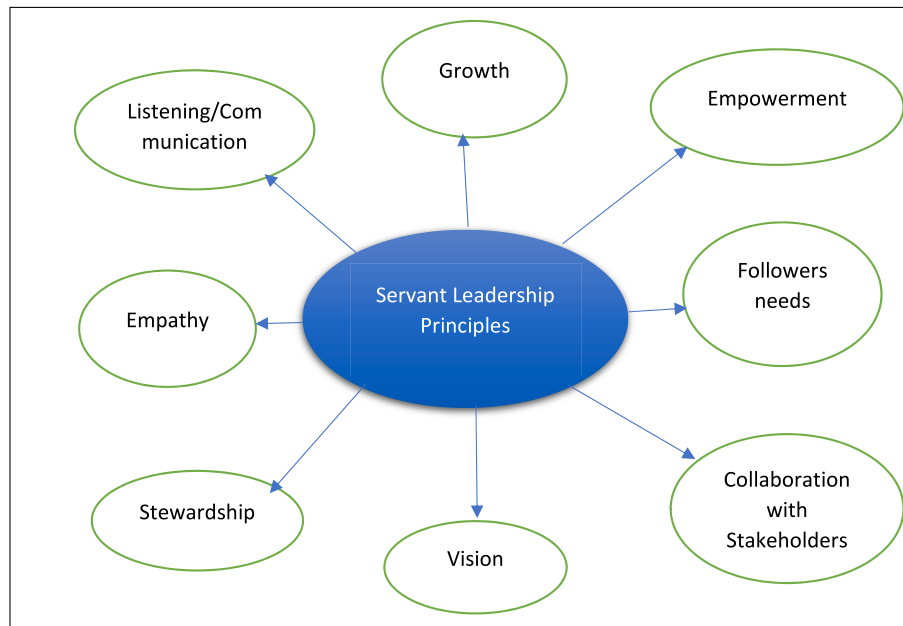 Growth
Empowerment
Listening/Com
munication
Followers
needs
Servant Leadership
Principles
Empathy
Collaboration
with
Stakeholders
Stewardship
Vision